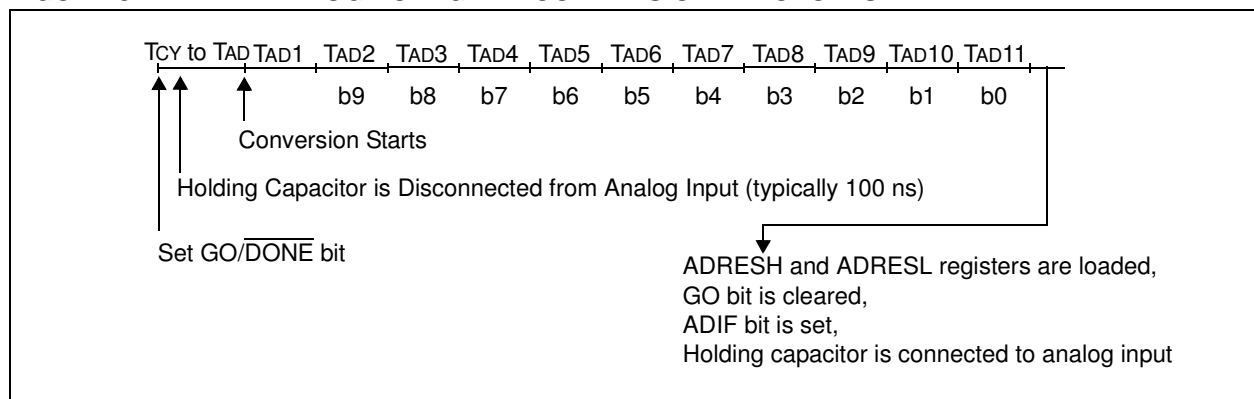 TCY to TAD TAD1 TAD2 TAD3 TAD4 TAD5 TAD6 TAD7 TAD8 TAD9 TAD10 TAD11
b9 b8 b7 b6 b5 b4 b3 b2 b1 b0
Conversion Starts
Holding Capacitor is Disconnected from Analog Input (typically 100 ns)
Set GO/DONE bit
ADRESH and ADRESL registers are loaded,
GO bit is cleared,
ADIF bit is set,
Holding capacitor is connected to analog input